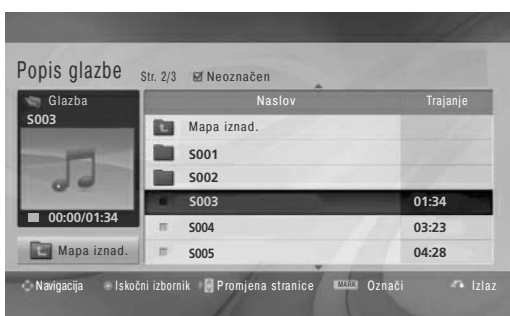 Popis glazbe Str. 2/3 Neoznačen
Glazba
S003
00:00/01:34
Mapa iznad.
Naslov Trajanje
Mapa iznad.
S001
S002
S003 01:34
S004 03:23
S005 04:28
Navigacija Iskočni izbornik Promjena stranice MARK Označi Izlaz